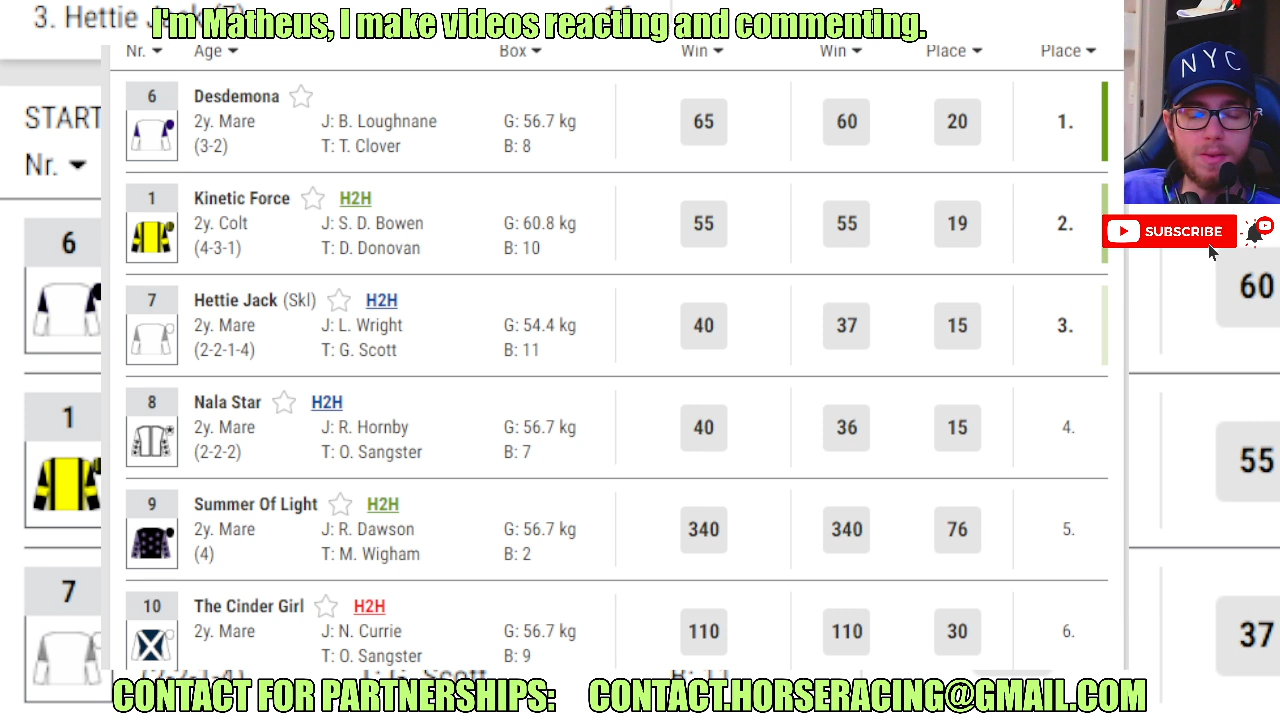 3. Hettie Jack (7)
I'm Matheus, I make videos reacting and commenting.
Nr. Age Box Win Win Place Place
START
Nr.
6 Desdemona
2y. Mare J: B. Loughnane G: 56.7 kg 65 60 20 1.
(3-2) T: T. Clover B: 8
1 Kinetic Force H2H
2y. Colt J: S. D. Bowen G: 60.8 kg 55 55 19 2.
(4-3-1) T: D. Donovan B: 10
7 Hettie Jack (Skl) H2H
2y. Mare J: L. Wright G: 54.4 kg 40 37 15 3.
(2-2-1-4) T: G. Scott B: 11
8 Nala Star H2H
2y. Mare J: R. Hornby G: 56.7 kg 40 36 15 4.
(2-2-2) T: O. Sangster B: 7
9 Summer Of Light H2H
2y. Mare J: R. Dawson G: 56.7 kg 340 340 76 5.
(4) T: M. Wigham B: 2
10 The Cinder Girl H2H
2y. Mare J: N. Currie G: 56.7 kg 110 110 30 6.
T: O. Sangster B: 9
6
1
7
NYC
SUBSCRIBE
60
55
37
CONTACT FOR PARTNERSHIPS: CONTACT.HORSERACING@GMAIL.COM